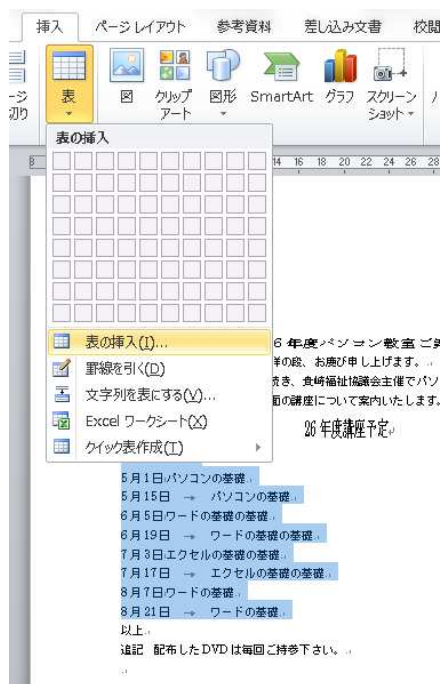 挿入 ページ レイアウト 参考資料 差し込み文書 校閲
表 図 クリップアート 図形 SmartArt グラフ スクリーンショット
表の挿入
8 14 16 18 20 22 24 26 28
表の挿入(I)...
罫線を引く(D)
文字列を表にする(V)...
Excel ワークシート(X)
クイック表作成(T)
6 年度パソコン教室ご
の段、お慶び申し上げます。
き、食崎福祉協議会主催でパソ
面の講座について案内いたします。
26 年度講座予定
5月1日パソコンの基礎
5月15日 → パソコンの基礎
6月5日ワードの基礎の基礎
6月19日 → ワードの基礎の基礎
7月3日エクセルの基礎の基礎
7月17日 → エクセルの基礎の基礎
8月7日ワードの基礎
8月21日 → ワードの基礎
以上
追記 配布した DVD は毎回ご持参下さい。